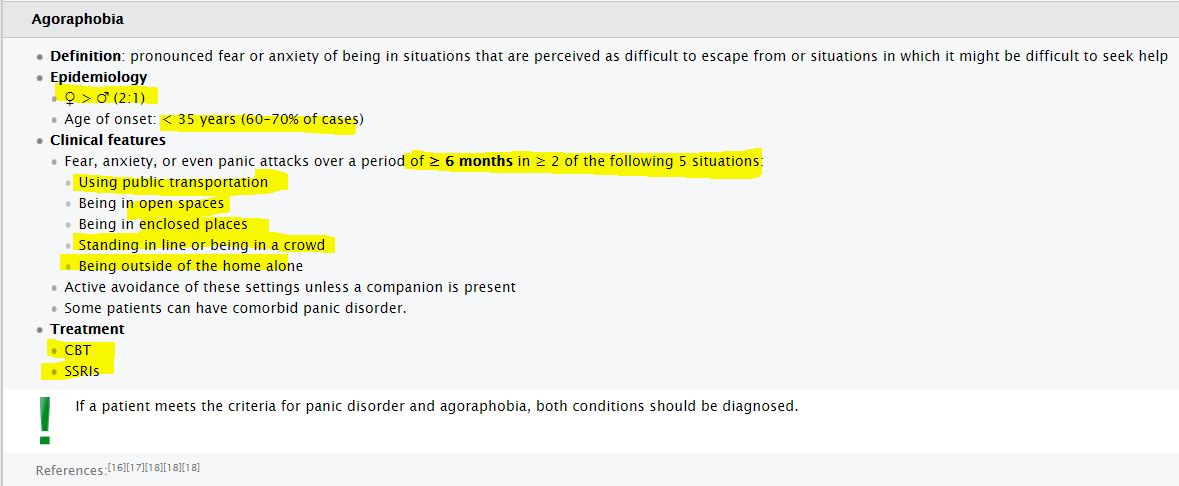 Agoraphobia
• Definition: pronounced fear or anxiety of being in situations that are perceived as difficult to escape from or situations in which it might be difficult to seek help
• Epidemiology
• ♀ > ♂ (2:1)
• Age of onset: < 35 years (60–70% of cases)
• Clinical features
• Fear, anxiety, or even panic attacks over a period of ≥ 6 months in ≥ 2 of the following 5 situations:
• Using public transportation
• Being in open spaces
• Being in enclosed places
• Standing in line or being in a crowd
• Being outside of the home alone
• Active avoidance of these settings unless a companion is present
• Some patients can have comorbid panic disorder.
• Treatment
• CBT
• SSRIs
! If a patient meets the criteria for panic disorder and agoraphobia, both conditions should be diagnosed.
References:[16][17][18][18][18]